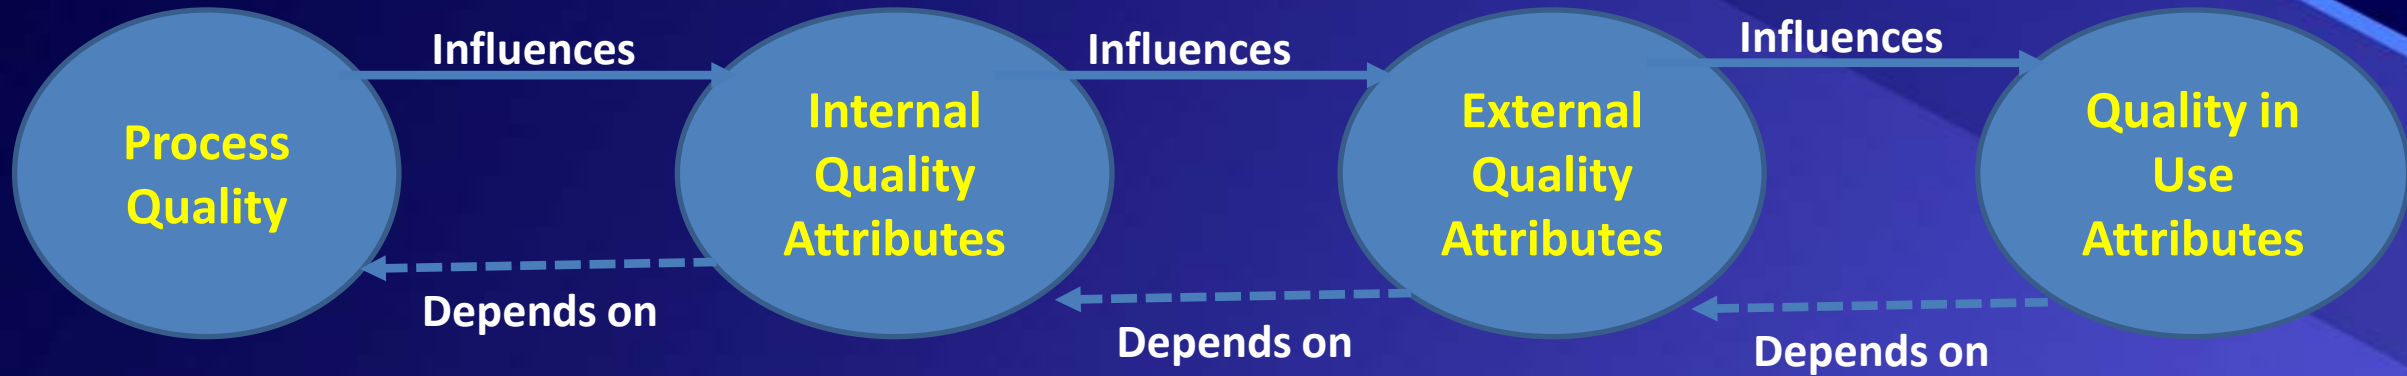 Influences
Influences
Influences
Process
Quality
Internal
Quality
Attributes
External
Quality
Attributes
Quality in
Use
Attributes
Depends on
Depends on
Depends on